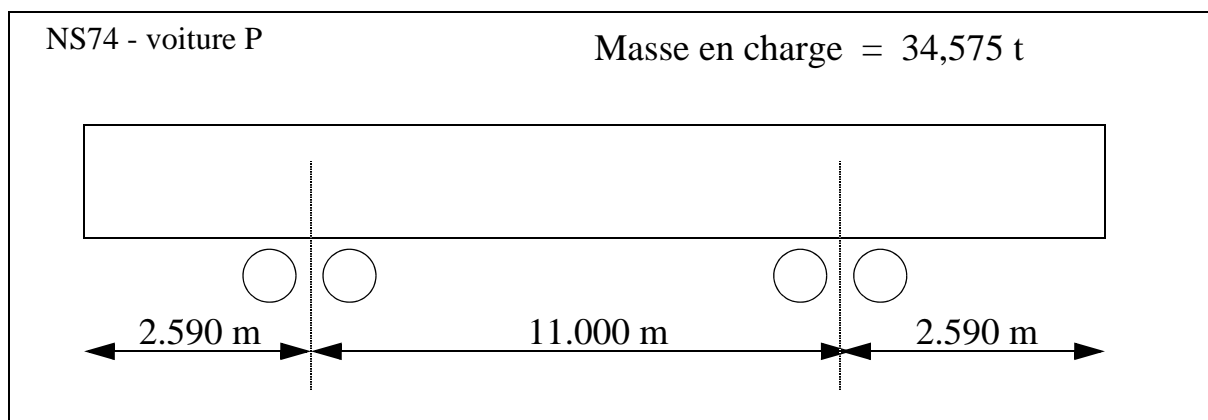 NS74 - voiture P
Masse en charge = 34,575 t
2.590 m
11.000 m
2.590 m